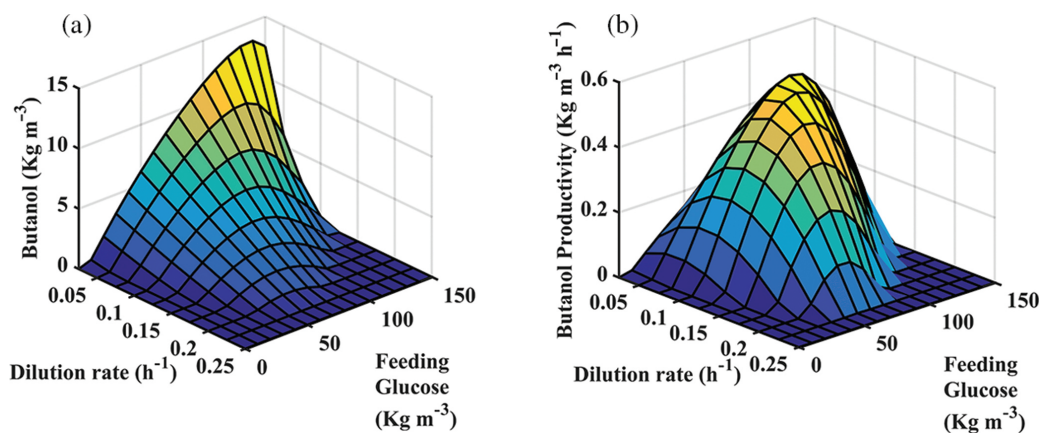 (a)
15
10
5
0
Butanol (Kg m⁻³)
0.05
0.1
0.15
0.2
0.25
Dilution rate (h⁻¹)
0
50
100
150
Feeding
Glucose
(Kg m⁻³)
(b)
0.6
0.4
0.2
0
Butanol Productivity (Kg m⁻³ h⁻¹)
0.05
0.1
0.15
0.2
0.25
Dilution rate (h⁻¹)
0
50
100
150
Feeding
Glucose
(Kg m⁻³)